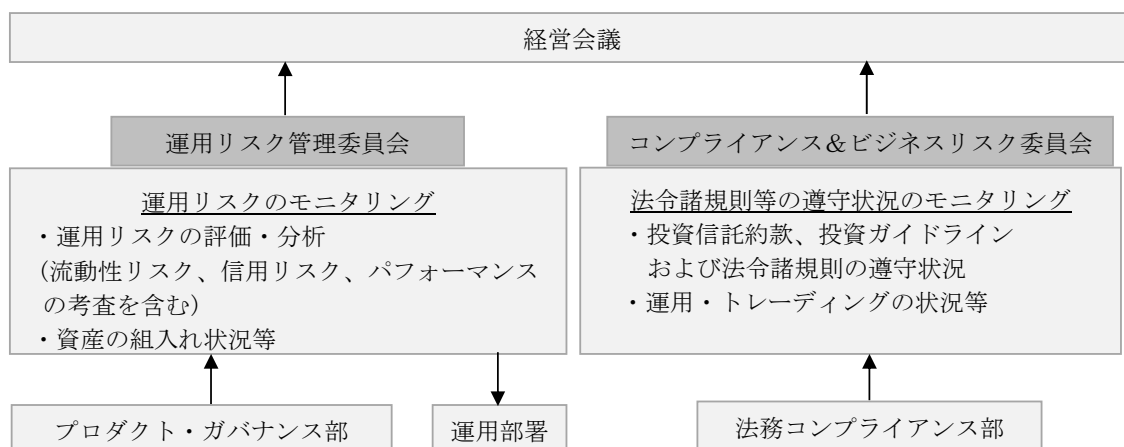 経営会議
運用リスク管理委員会
運用リスクのモニタリング
・運用リスクの評価・分析
(流動性リスク、信用リスク、パフォーマンス
の考査を含む)
・資産の組入れ状況等
プロダクト・ガバナンス部
運用部署
コンプライアンス&ビジネスリスク委員会
法令諸規則等の遵守状況のモニタリング
・投資信託約款、投資ガイドライン
および法令諸規則の遵守状況
・運用・トレーディングの状況等
法務コンプライアンス部